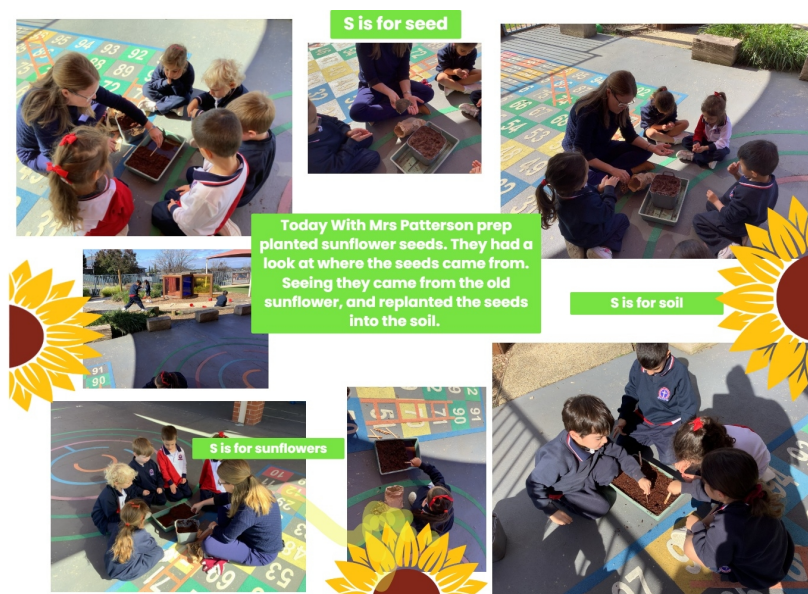 S is for seed
Today With Mrs Patterson prep
planted sunflower seeds. They had a
look at where the seeds came from.
Seeing they came from the old
sunflower, and replanted the seeds
into the soil.
S is for soil
S is for sunflowers